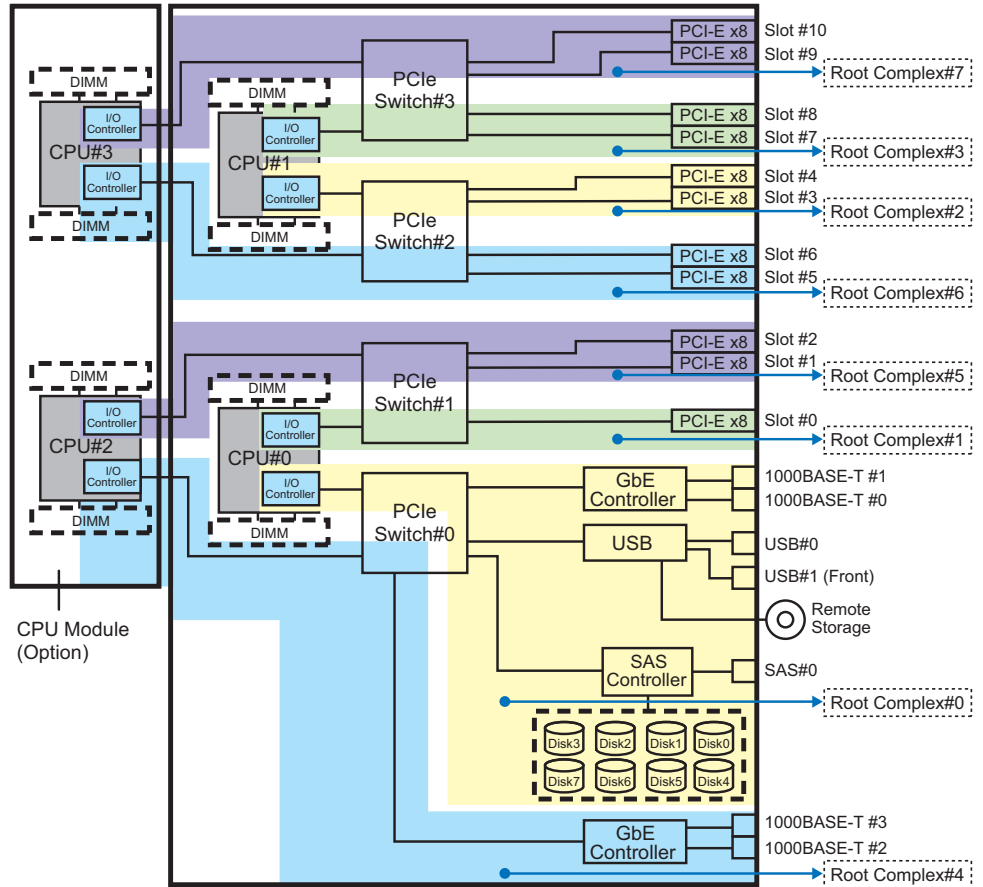 PCI-E x8
Slot #10
PCI-E x8
Slot #9
Root Complex#7
PCIe
Switch#3
DIMM
I/O
Controller
CPU#3
I/O
Controller
DIMM
DIMM
I/O
Controller
CPU#1
I/O
Controller
DIMM
PCI-E x8
Slot #8
PCI-E x8
Slot #7
Root Complex#3
PCI-E x8
Slot #4
PCI-E x8
Slot #3
Root Complex#2
PCIe
Switch#2
PCI-E x8
Slot #6
PCI-E x8
Slot #5
Root Complex#6
PCI-E x8
Slot #2
PCI-E x8
Slot #1
Root Complex#5
PCIe
Switch#1
DIMM
I/O
Controller
CPU#2
I/O
Controller
DIMM
DIMM
I/O
Controller
CPU#0
I/O
Controller
DIMM
PCI-E x8
Slot #0
Root Complex#1
PCIe
Switch#0
GbE
Controller
1000BASE-T #1
1000BASE-T #0
USB
USB#0
USB#1 (Front)
Remote
Storage
CPU Module
(Option)
SAS
Controller
SAS#0
Root Complex#0
Disk3
Disk2
Disk1
Disk0
Disk7
Disk6
Disk5
Disk4
GbE
Controller
1000BASE-T #3
1000BASE-T #2
Root Complex#4